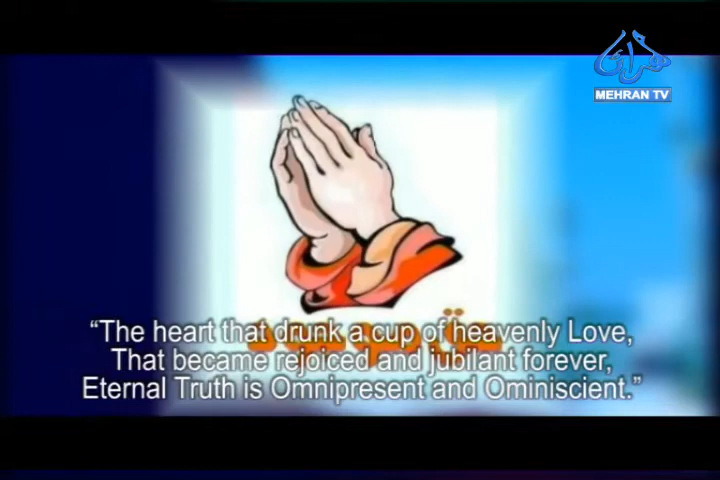 MEHRAN TV
“The heart that drunk a cup of heavenly Love,
That became rejoiced and jubilant forever,
Eternal Truth is Omnipresent and Ominiscient.”